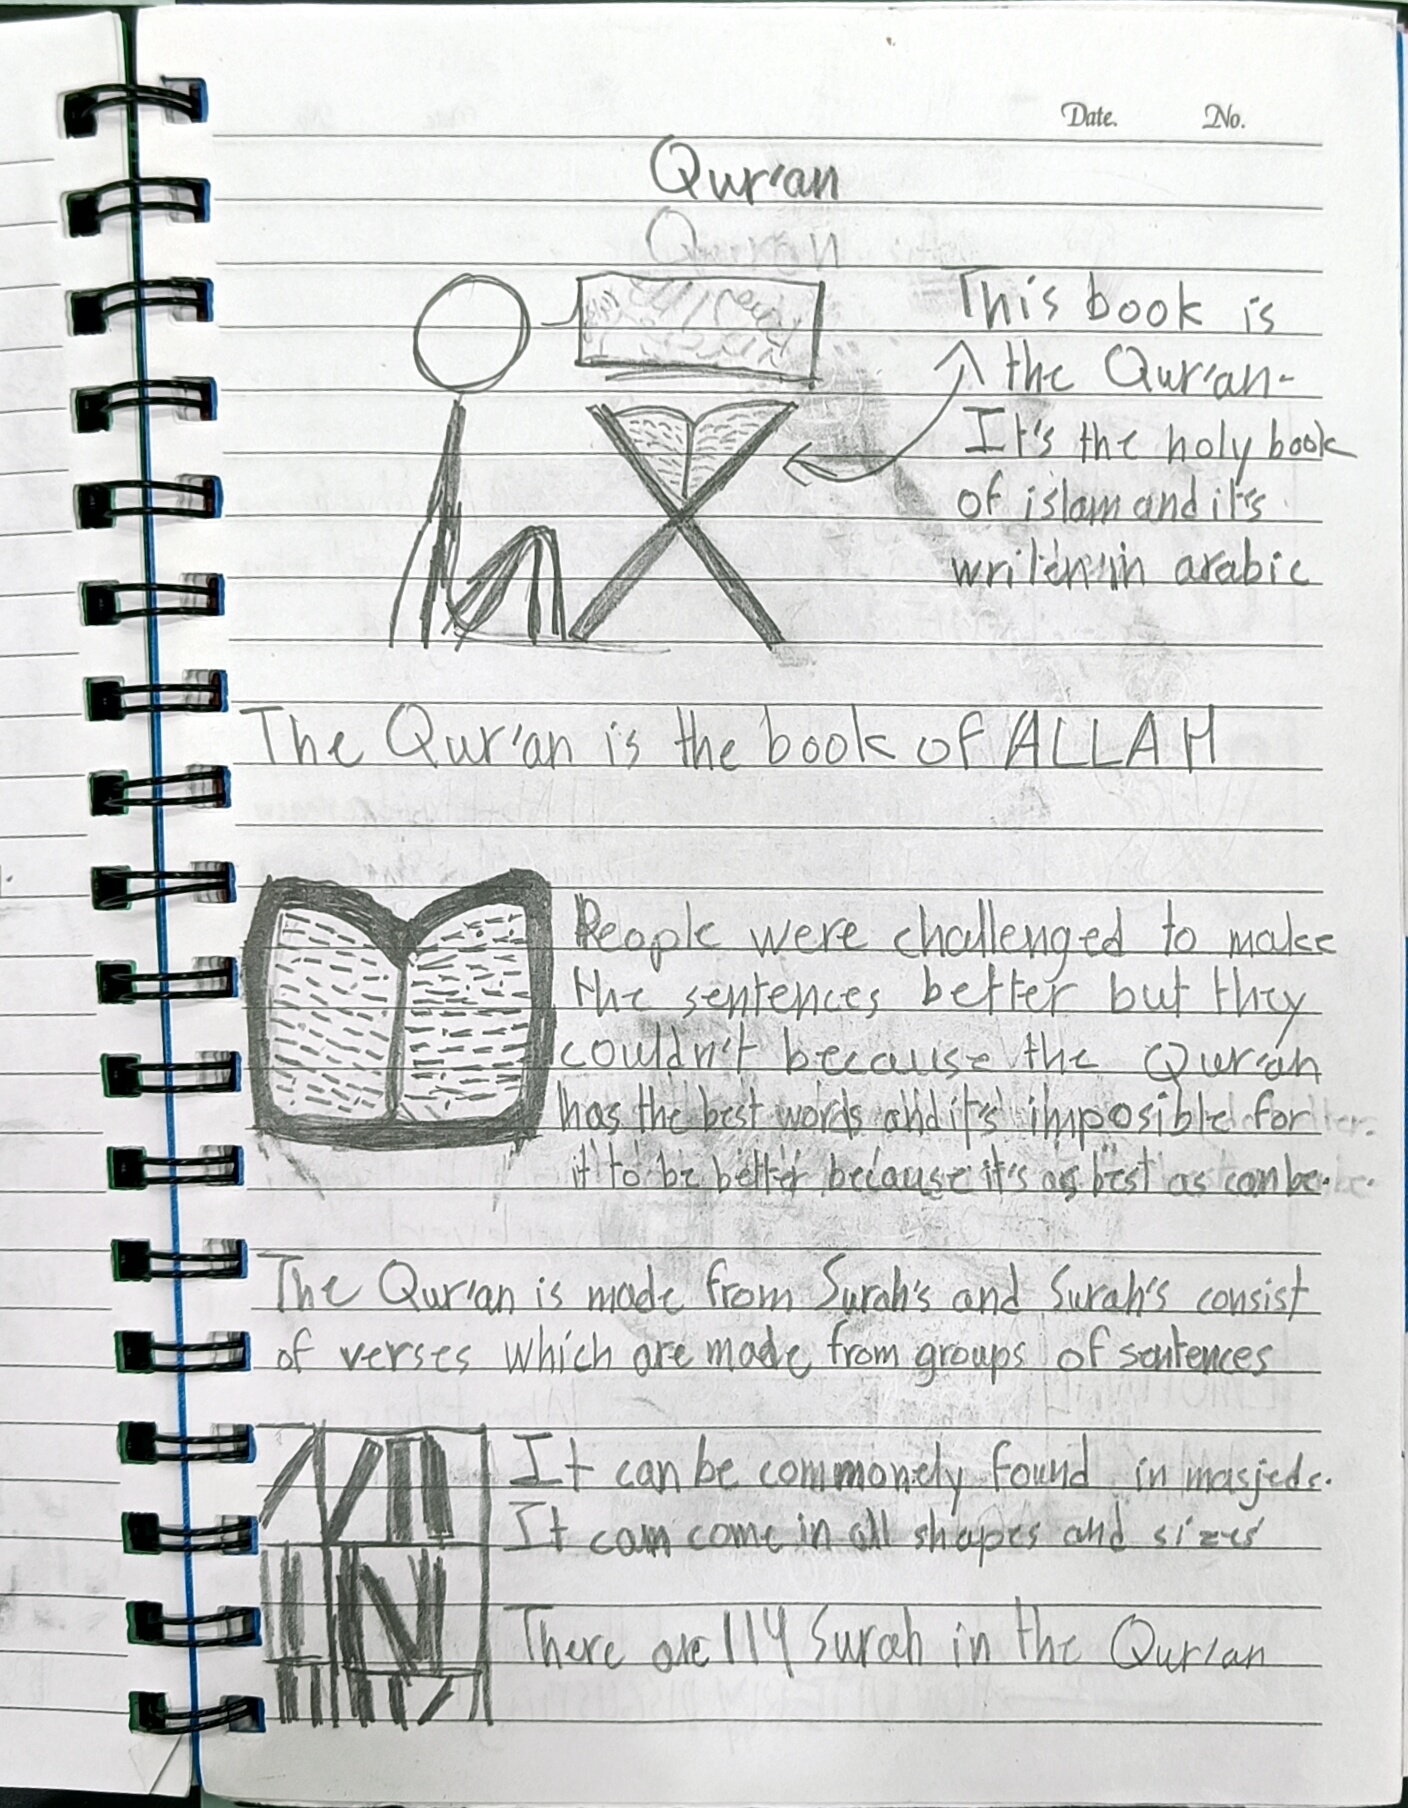 Date. No.
Qur'an
This book is
the Qur'an-
It's the holy book
of islam and it's
in arabic
The Qur'an is the book of ALLAH
People were challenged to make
the sentences better but they
couldn't because the Qur'an
has the best words and it's imposible for
it to be better because it's as best as can be.
The Qur'an is made from Surah's and Surah's consist
of verses which are made from groups of sentences
It can be commonely found in masjeds.
It can come in all shapes and sizes
There are 114 Surah in the Qur'an